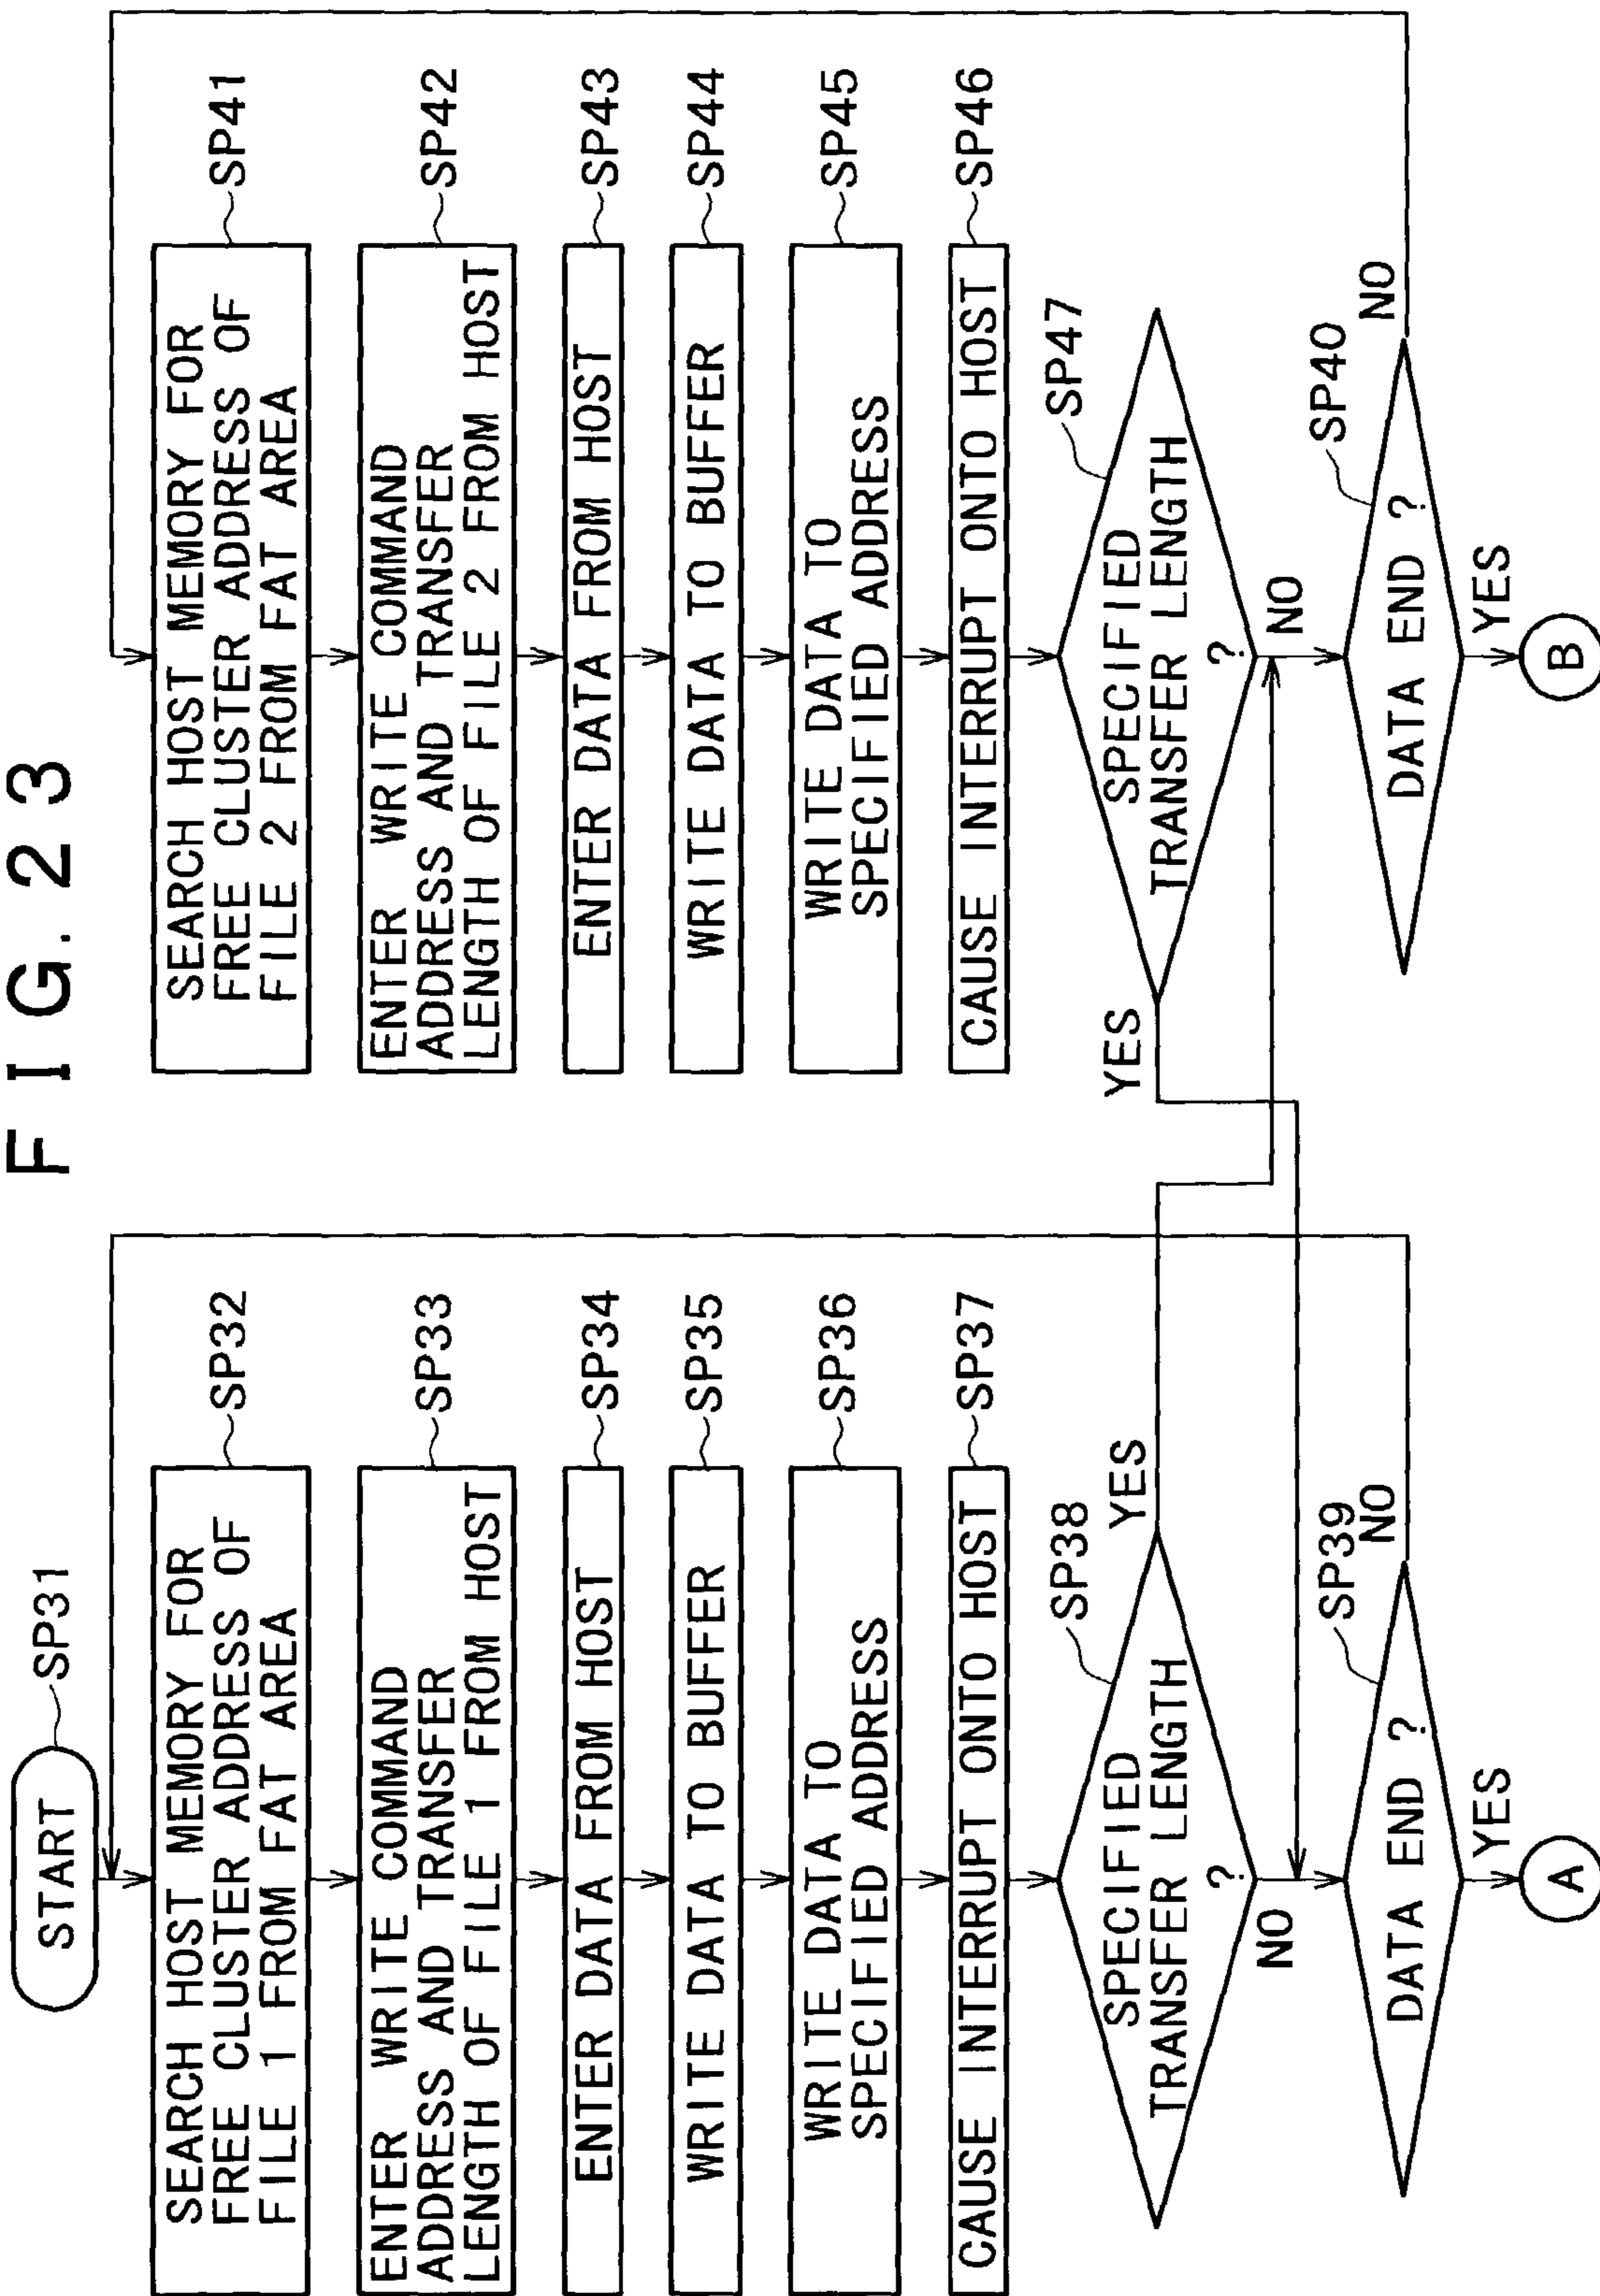 FIG. 23
START
SP31
SEARCH HOST MEMORY FOR
FREE CLUSTER ADDRESS OF
FILE 1 FROM FAT AREA
SP32
ENTER WRITE COMMAND
ADDRESS AND TRANSFER
LENGTH OF FILE 1 FROM HOST
SP33
ENTER DATA FROM HOST
SP34
WRITE DATA TO BUFFER
SP35
WRITE DATA TO
SPECIFIED ADDRESS
SP36
CAUSE INTERRUPT ONTO HOST
SP37
SPECIFIED
TRANSFER LENGTH
?
SP38
YES
NO
DATA END ?
SP39
NO
YES
A
SEARCH HOST MEMORY FOR
FREE CLUSTER ADDRESS OF
FILE 2 FROM FAT AREA
SP41
ENTER WRITE COMMAND
ADDRESS AND TRANSFER
LENGTH OF FILE 2 FROM HOST
SP42
ENTER DATA FROM HOST
SP43
WRITE DATA TO BUFFER
SP44
WRITE DATA TO
SPECIFIED ADDRESS
SP45
CAUSE INTERRUPT ONTO HOST
SP46
SPECIFIED
TRANSFER LENGTH
?
SP47
YES
NO
DATA END ?
SP40
NO
YES
B